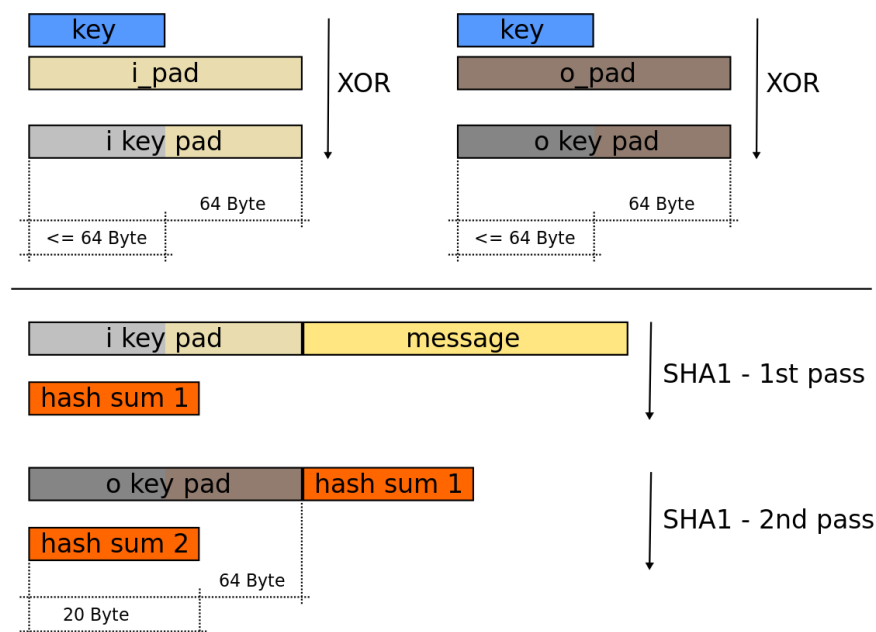 key
i_pad
XOR
i key pad
64 Byte
<= 64 Byte
key
o_pad
XOR
o key pad
64 Byte
<= 64 Byte
i key pad
message
SHA1 - 1st pass
hash sum 1
o key pad
hash sum 1
SHA1 - 2nd pass
hash sum 2
64 Byte
20 Byte